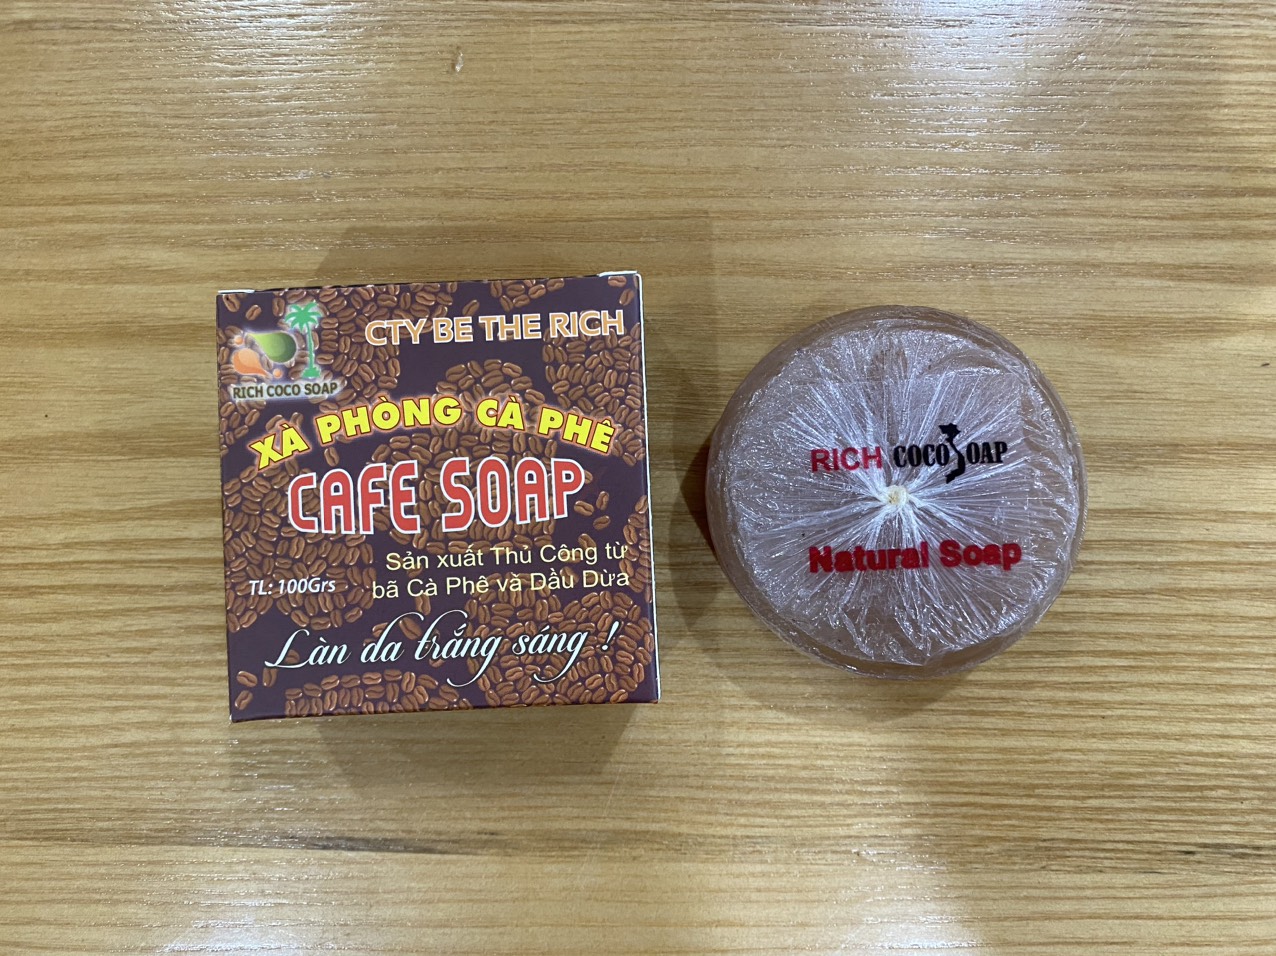 CTY BE THE RICH
RICH COCO SOAP
XÀ PHÒNG CÀ PHÊ
CAFE SOAP
Sản xuất Thủ Công từ
bã Cà Phê và Dầu Dừa
TL: 100Grs
Làn da trắng sáng !
RICH COCO SOAP
Natural Soap